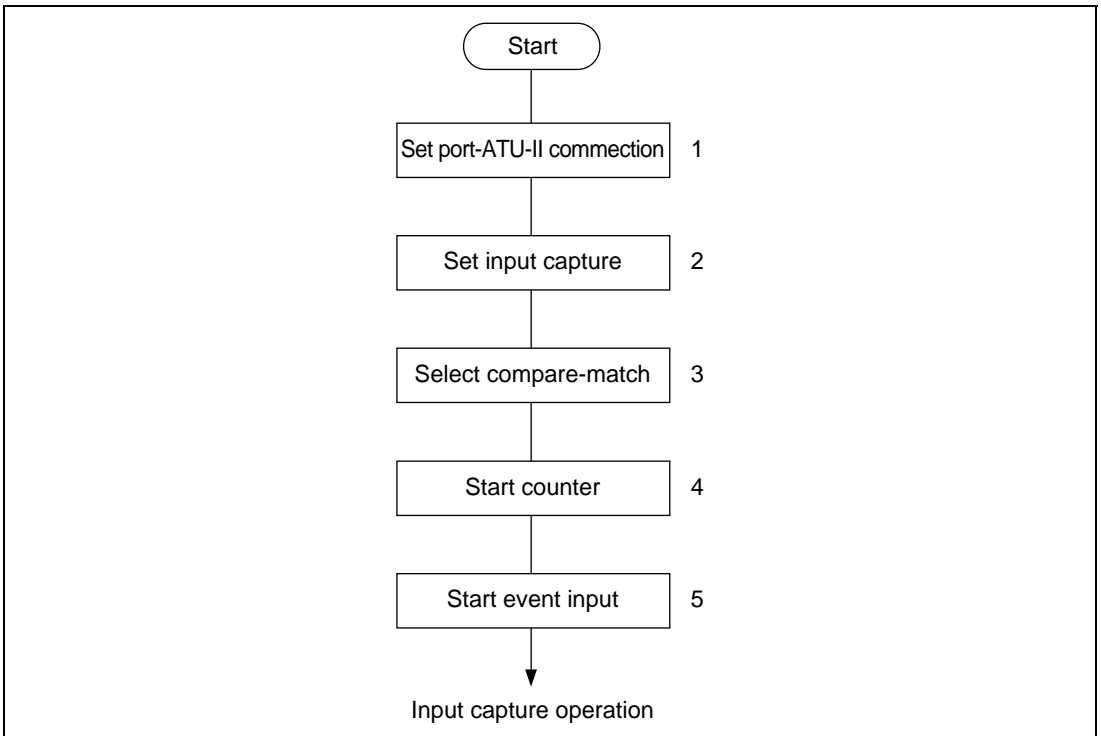 Start
Set port-ATU-II commection 1
Set input capture 2
Select compare-match 3
Start counter 4
Start event input 5
Input capture operation